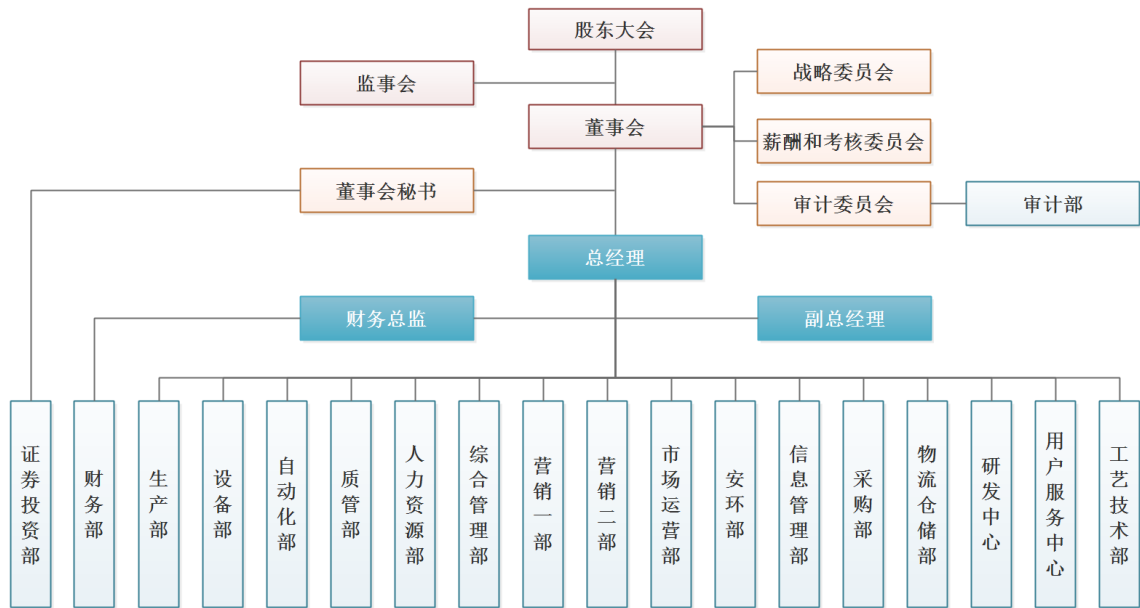 股东大会
监事会
战略委员会
董事会
薪酬和考核委员会
董事会秘书
审计委员会
审计部
总经理
财务总监
副总经理
证券投资部
财务部
生产部
设备部
自动化部
质管部
人力资源部
综合管理部
营销一部
营销二部
市场运营部
安环部
信息管理部
采购部
物流仓储部
研发中心
用户服务中心
工艺技术部